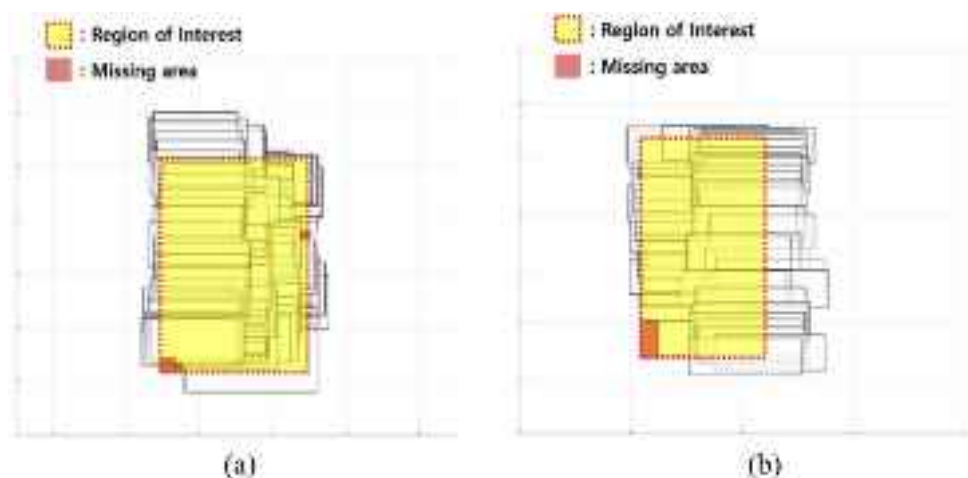 : Region of Interest
: Missing area
: Region of Interest
: Missing area
(a)
(b)